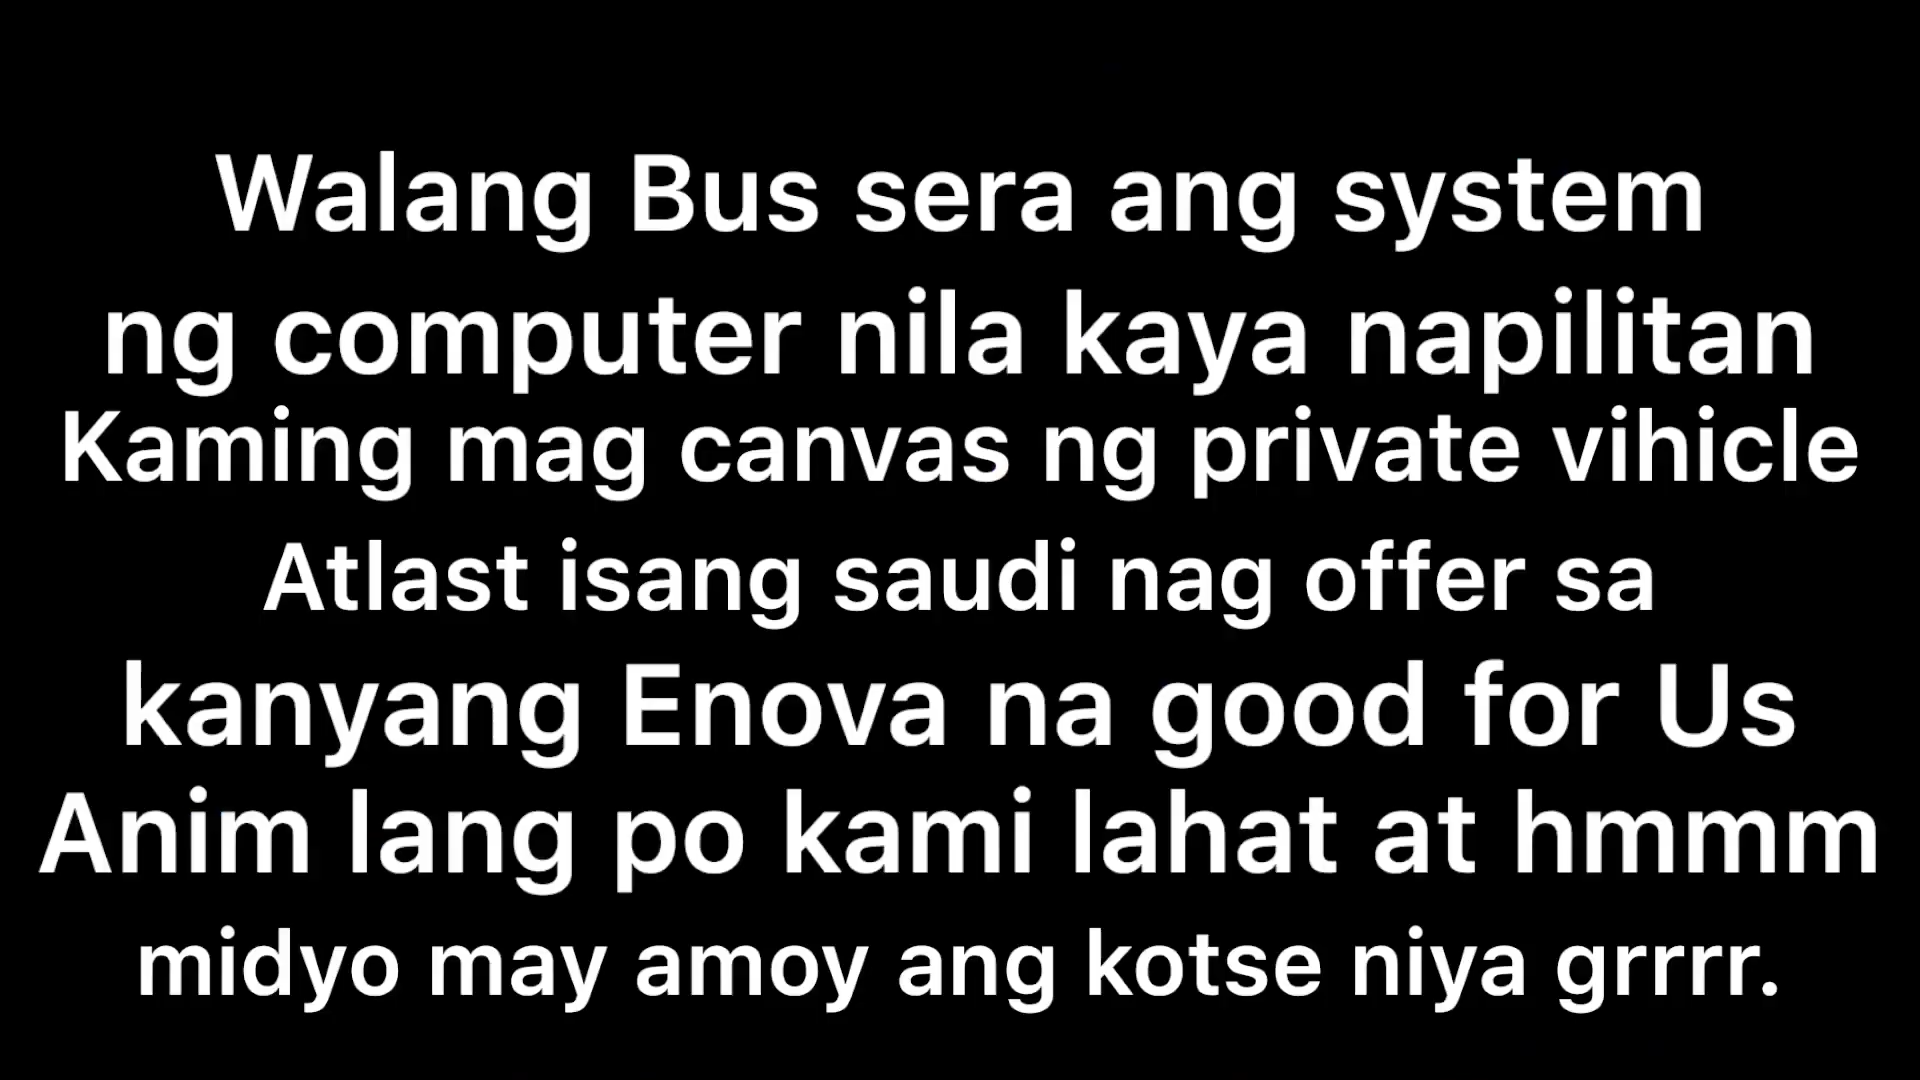 Walang Bus sera ang system
ng computer nila kaya napilitan
Kaming mag canvas ng private vihicle
Atlast isang saudi nag offer sa
kanyang Enova na good for Us
Anim lang po kami lahat at hmmm
midyo may amoy ang kotse niya grrrr.